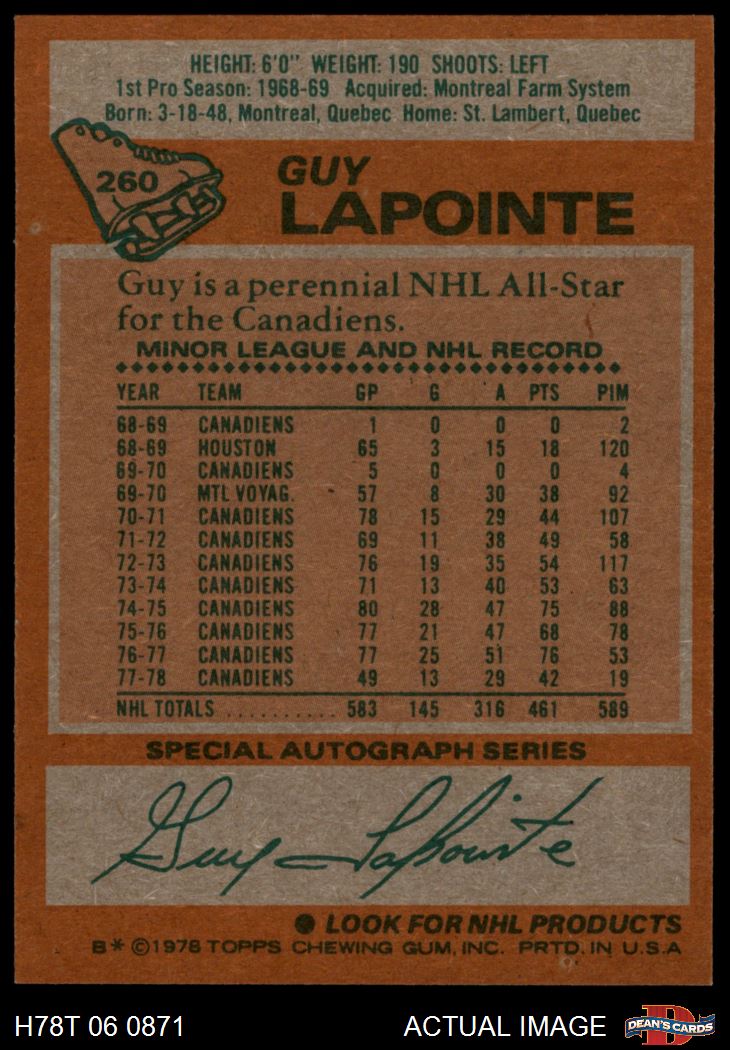 HEIGHT: 6'0" WEIGHT: 190 SHOOTS: LEFT
1st Pro Season: 1968-69 Acquired: Montreal Farm System
Born: 3-18-48, Montreal, Quebec Home: St. Lambert, Quebec
260
GUY
LAPOINTE
Guy is a perennial NHL All-Star
for the Canadiens.
MINOR LEAGUE AND NHL RECORD
YEAR TEAM GP G A PTS PIM
68-69 CANADIENS 1 0 0 0 2
68-69 HOUSTON 65 3 15 18 120
69-70 CANADIENS 5 0 0 0 4
69-70 MTL VOYAG. 57 8 30 38 92
70-71 CANADIENS 78 15 29 44 107
71-72 CANADIENS 69 11 38 49 58
72-73 CANADIENS 76 19 35 54 117
73-74 CANADIENS 71 13 40 53 63
74-75 CANADIENS 80 28 47 75 88
75-76 CANADIENS 77 21 47 68 78
76-77 CANADIENS 77 25 51 76 53
77-78 CANADIENS 49 13 29 42 19
NHL TOTALS .......... 583 145 316 461 589
SPECIAL AUTOGRAPH SERIES
Guy Lapointe
● LOOK FOR NHL PRODUCTS
B* ©1978 TOPPS CHEWING GUM, INC. PRTD. IN U.S.A
H78T 06 0871 ACTUAL IMAGE D DEAN'S CARDS